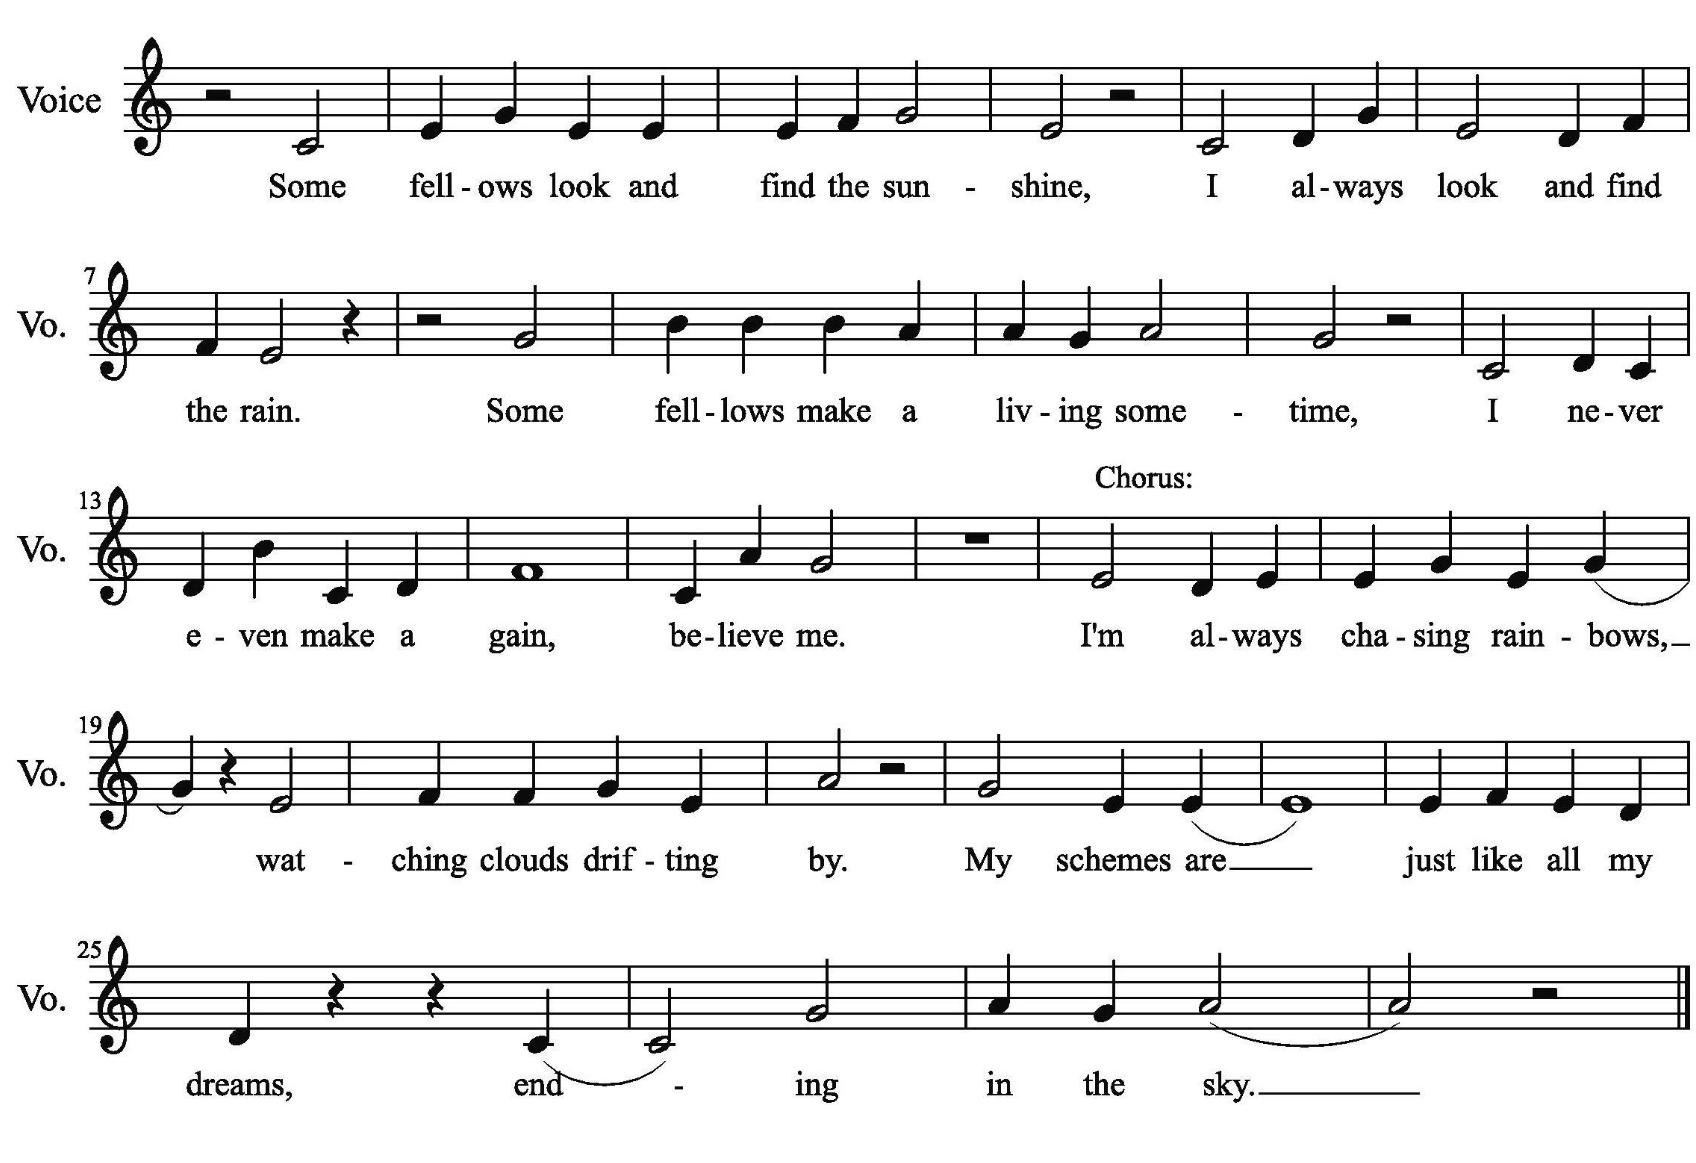 Voice
Some fell - ows look and find the sun - shine, I al - ways look and find
7
Vo.
the rain. Some fell - lows make a liv - ing some - time, I ne - ver
Chorus:
13
Vo.
e - ven make a gain, be - lieve me. I'm al - ways cha - sing rain - bows,
19
Vo.
wat - ching clouds drif - ting by. My schemes are just like all my
25
Vo.
dreams, end - ing in the sky.